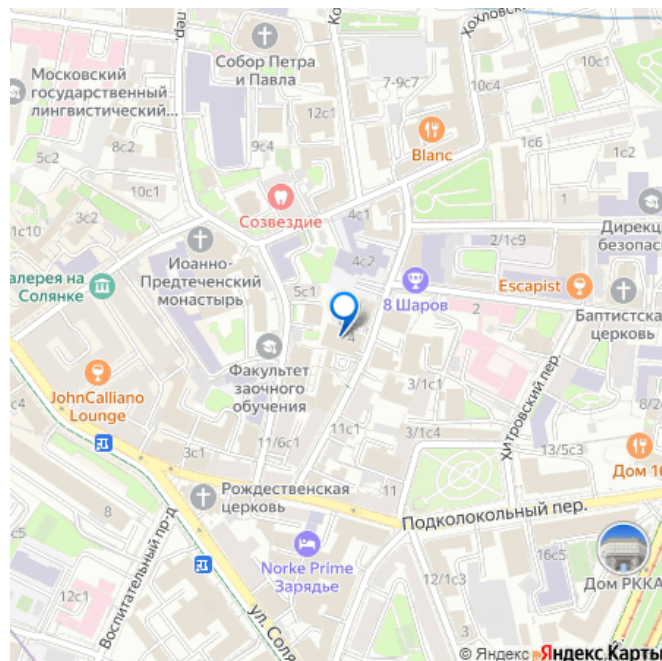 Хохловский
Собор Петра
и Павла
Московский
государственный
лингвистический...
пер.
7-9с7
10с4
12с1
10с1
Blanc
1с6
1с2
5с2
8с2
9с4
10с1
Созвездие
3с2
1с10
4с1
1
Дирекц
безопас
Иоанно-
Предтеченский
монастырь
4с2
2/1с9
алерея на
Солянке
5с1
8 Шаров
Escapist
2
Баптистска
церковь
4
Факультет
заочного
обучения
JohnCalliano
Lounge
с4
3/1с1
Хитровский пер.
8/2
11/6с1
11с1
3/1с4
13/5с3
Дом 16
3с1
Рождественская
церковь
11
Подколокольный пер.
8
Воспитательный пр-д
Norke Prime
Зарядье
16с5
Дом РККА
12/1с3
12с1
ул. Соля
© Яндекс Яндекс Карты